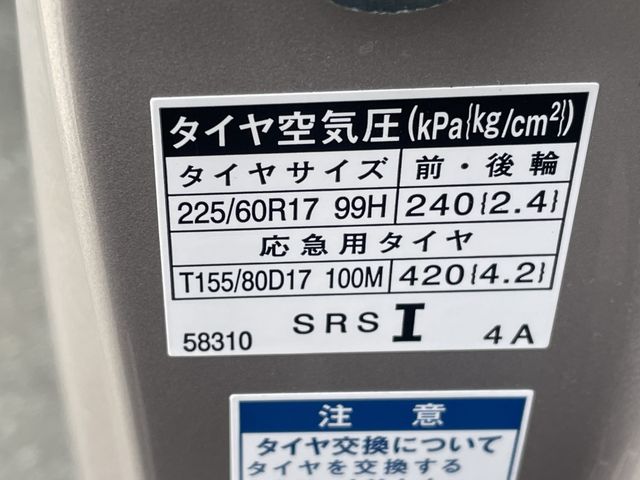 タイヤ空気圧(kPa{kg/cm²})
タイヤサイズ 前・後輪
225/60R17 99H 240{2.4}
応急用タイヤ
T155/80D17 100M 420{4.2}
58310 SRS I 4A
注 意
タイヤ交換について
タイヤを交換する